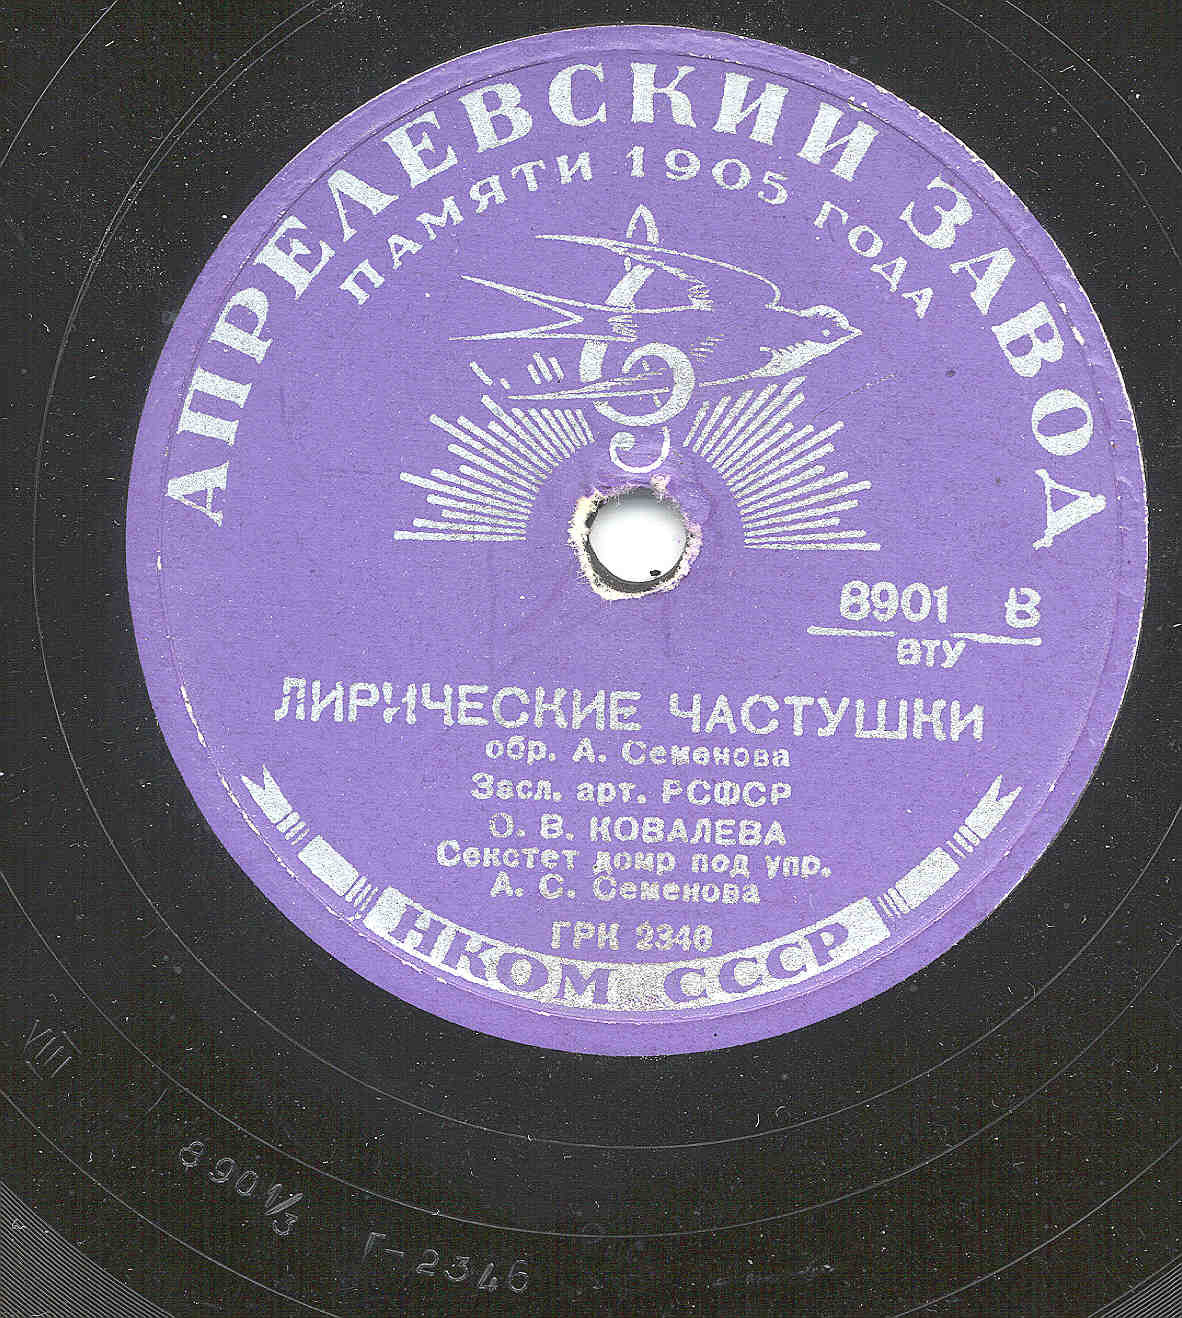 АПРЕЛЕВСКИЙ ЗАВОД
ПАМЯТИ 1905 ГОДА
8901 В
ВТУ
ЛИРИЧЕСКИЕ ЧАСТУШКИ
обр. А. Семенова
Засл. арт. РСФСР
О. В. КОВАЛЕВА
Секстет домр под упр.
А. С. Семенова
ГРК 2346
НКОМ СССР
VIII
8901/3
Г-2346